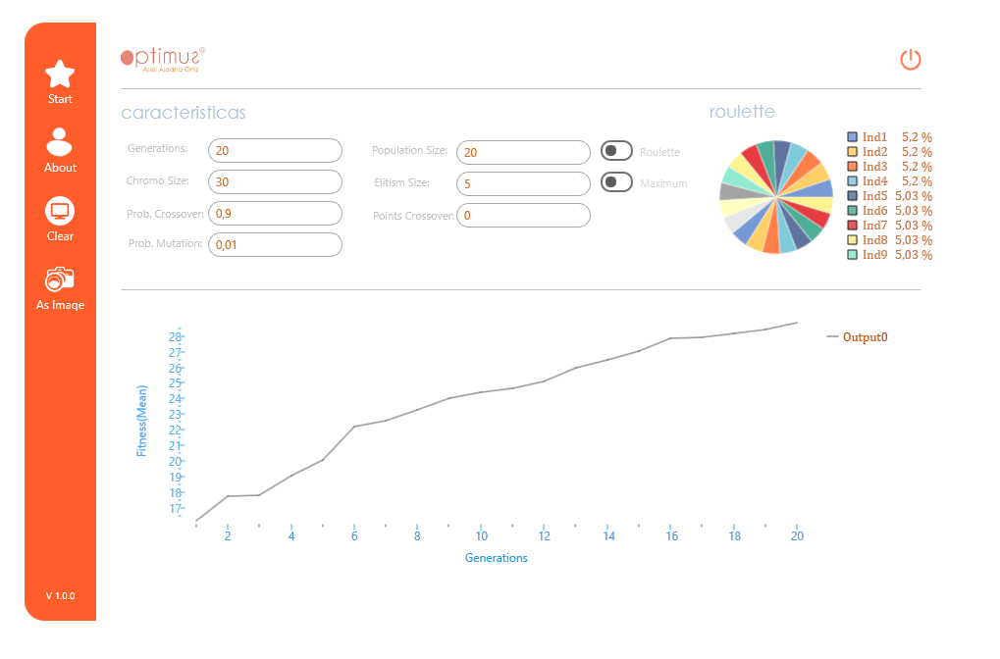 Start
About
Clear
As Image
V 1.0.0
Optimus®
Asier Aldana Ortiz
caracteristicas
Generations: 20
Chromo Size: 30
Prob. Crossover: 0,9
Prob. Mutation: 0,01
Population Size: 20
Elitism Size: 5
Points Crossover: 0
Roulette
Maximum
roulette
Ind1 5,2 %
Ind2 5,2 %
Ind3 5,2 %
Ind4 5,2 %
Ind5 5,03 %
Ind6 5,03 %
Ind7 5,03 %
Ind8 5,03 %
Ind9 5,03 %
Fitness(Mean)
28
27
26
25
24
23
22
21
20
19
18
17
2 4 6 8 10 12 14 16 18 20
Generations
Output0